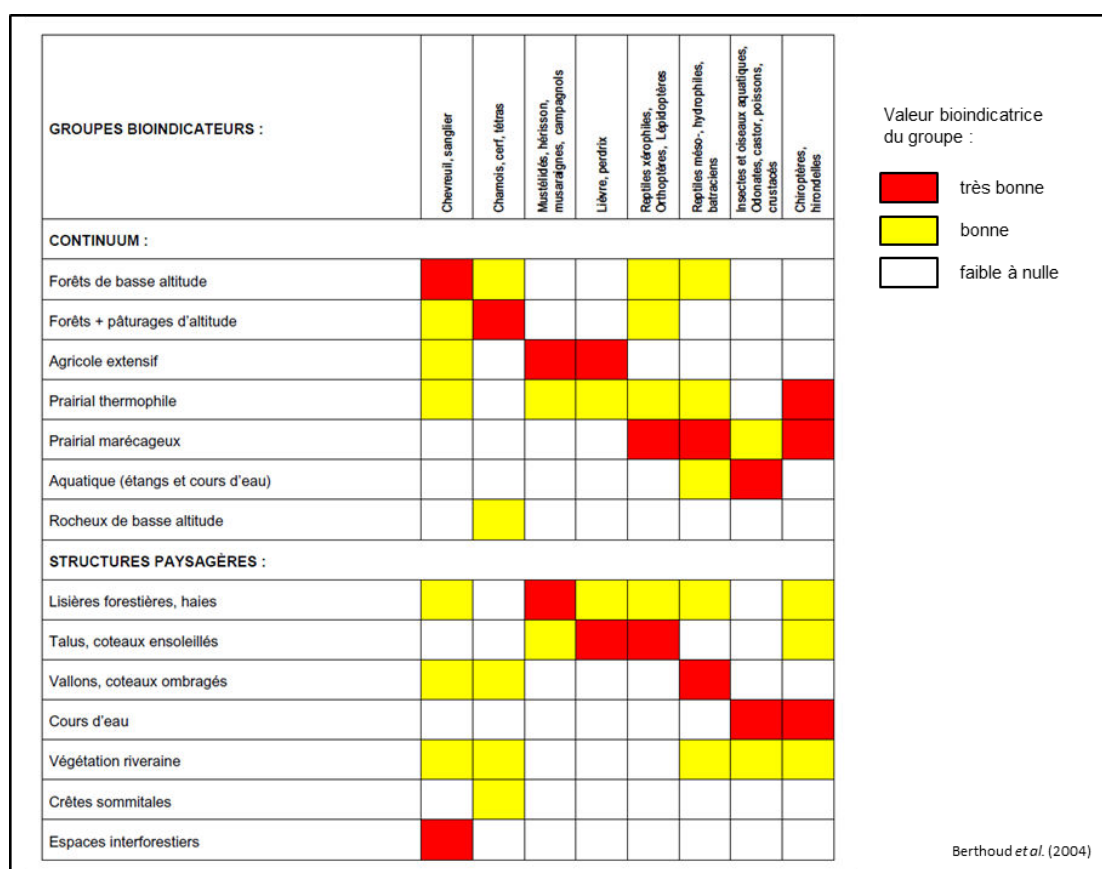 GROUPES BIOINDICATEURS :
Chevreuil, sanglier
Chamois, cerf, tétras
Mustélidés, hérisson,
musaraignes, campagnols
Lièvre, perdrix
Reptiles xérophiles,
Orthoptères, Lépidoptères
Reptiles méso-, hydrophiles,
batraciens
Insectes et oiseaux aquatiques,
Odonates, castor, poissons,
crustacés
Chiroptères,
hirondelles
Valeur bioindicatrice
du groupe :
très bonne
bonne
faible à nulle
CONTINUUM :
Forêts de basse altitude
Forêts + pâturages d'altitude
Agricole extensif
Prairial thermophile
Prairial marécageux
Aquatique (étangs et cours d'eau)
Rocheux de basse altitude
STRUCTURES PAYSAGÈRES :
Lisières forestières, haies
Talus, coteaux ensoleillés
Vallons, coteaux ombragés
Cours d'eau
Végétation riveraine
Crêtes sommitales
Espaces interforestiers
Berthoud et al. (2004)